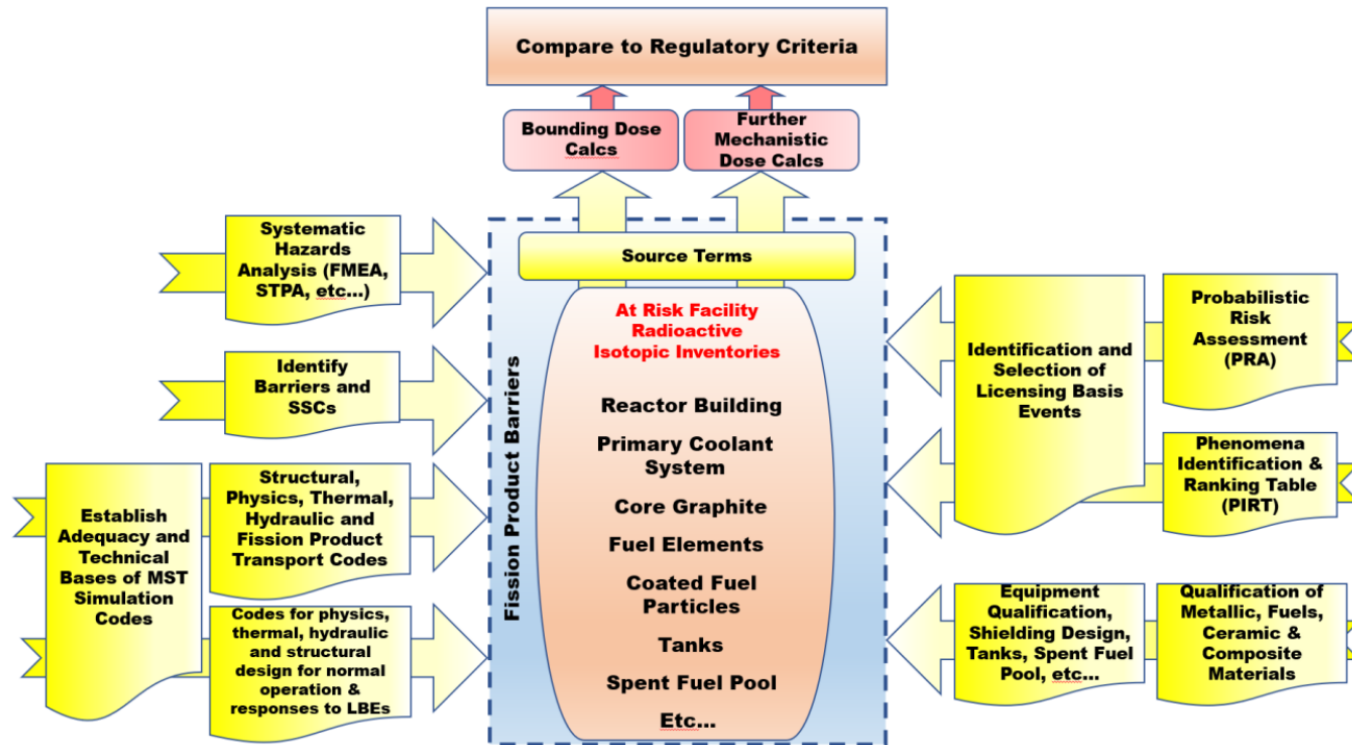 Compare to Regulatory Criteria
Bounding Dose
Calcs
Further
Mechanistic
Dose Calcs
Systematic
Hazards
Analysis (FMEA,
STPA, etc...)
Identify
Barriers and
SSCs
Establish
Adequacy and
Technical
Bases of MST
Simulation
Codes
Structural,
Physics, Thermal,
Hydraulic and
Fission Product
Transport Codes
Codes for physics,
thermal, hydraulic
and structural
design for normal
operation &
responses to LBEs
Fission Product Barriers
Source Terms
At Risk Facility
Radioactive
Isotopic Inventories
Reactor Building
Primary Coolant
System
Core Graphite
Fuel Elements
Coated Fuel
Particles
Tanks
Spent Fuel Pool
Etc...
Identification and
Selection of
Licensing Basis
Events
Probabilistic
Risk
Assessment
(PRA)
Phenomena
Identification &
Ranking Table
(PIRT)
Equipment
Qualification,
Shielding Design,
Tanks, Spent Fuel
Pool, etc...
Qualification of
Metallic, Fuels,
Ceramic &
Composite
Materials